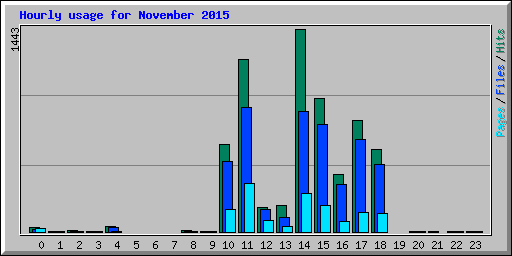 Hourly usage for November 2015
1443
Pages/Files/Hits
0 1 2 3 4 5 6 7 8 9 10 11 12 13 14 15 16 17 18 19 20 21 22 23